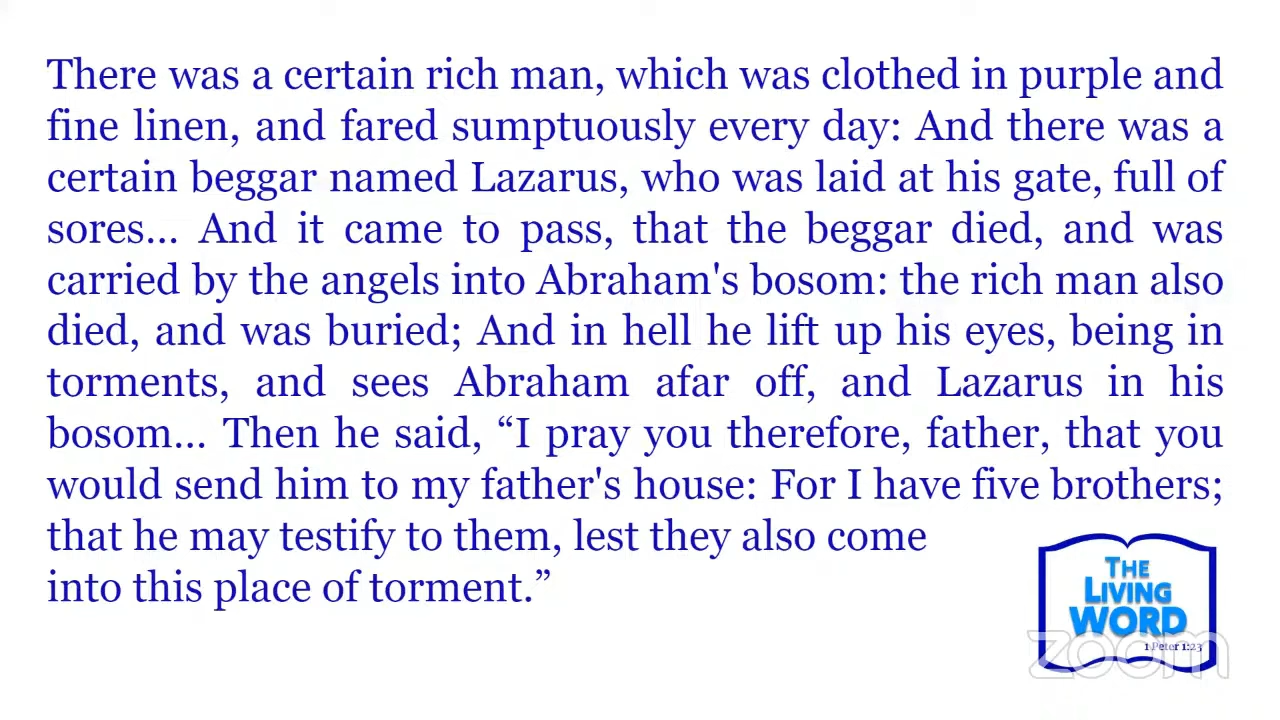 There was a certain rich man, which was clothed in purple and
fine linen, and fared sumptuously every day: And there was a
certain beggar named Lazarus, who was laid at his gate, full of
sores... And it came to pass, that the beggar died, and was
carried by the angels into Abraham's bosom: the rich man also
died, and was buried; And in hell he lift up his eyes, being in
torments, and sees Abraham afar off, and Lazarus in his
bosom... Then he said, “I pray you therefore, father, that you
would send him to my father's house: For I have five brothers;
that he may testify to them, lest they also come
into this place of torment.”
THE
LIVING
WORD
1 Peter 1:23
zoom